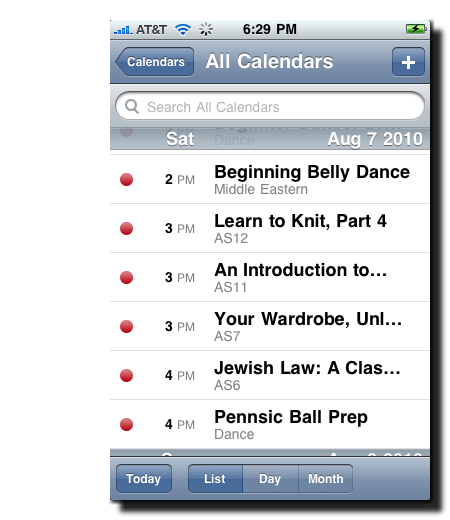 AT&T 6:29 PM
Calendars All Calendars +
Search All Calendars
Dance
Sat Aug 7 2010
2 PM Beginning Belly Dance
Middle Eastern
3 PM Learn to Knit, Part 4
AS12
3 PM An Introduction to…
AS11
3 PM Your Wardrobe, Unl…
AS7
4 PM Jewish Law: A Clas…
AS6
4 PM Pennsic Ball Prep
Dance
Today List Day Month